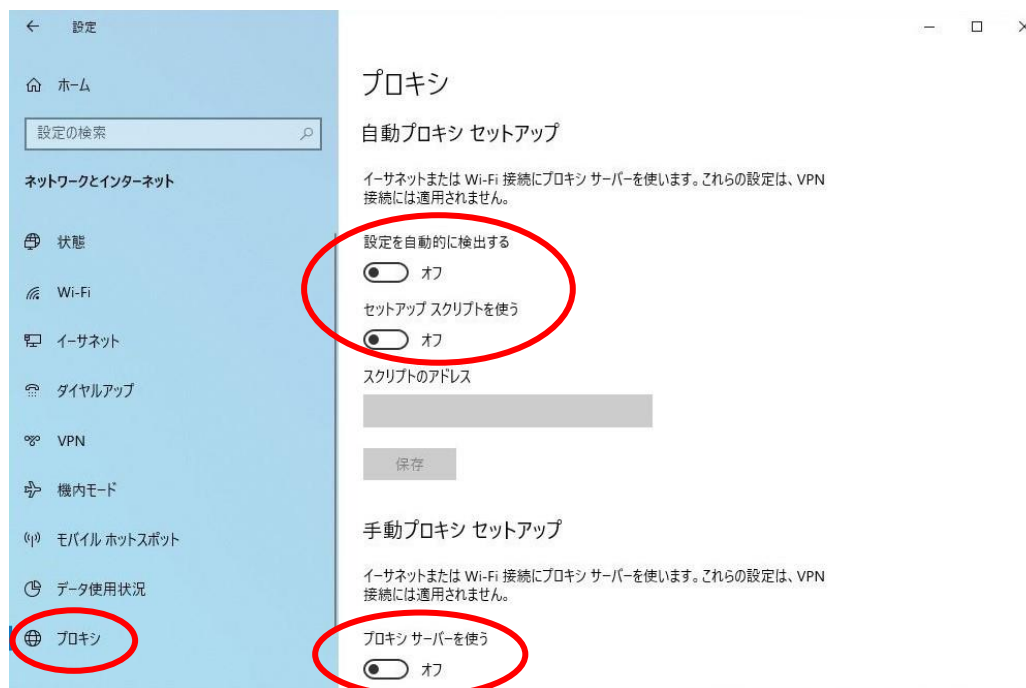 設定
ホーム
設定の検索
ネットワークとインターネット
状態
Wi-Fi
イーサネット
ダイヤルアップ
VPN
機内モード
モバイル ホットスポット
データ使用状況
プロキシ
プロキシ
自動プロキシ セットアップ
イーサネットまたは Wi-Fi 接続にプロキシ サーバーを使います。これらの設定は、VPN
接続には適用されません。
設定を自動的に検出する
オフ
セットアップ スクリプトを使う
オフ
スクリプトのアドレス
保存
手動プロキシ セットアップ
イーサネットまたは Wi-Fi 接続にプロキシ サーバーを使います。これらの設定は、VPN
接続には適用されません。
プロキシ サーバーを使う
オフ